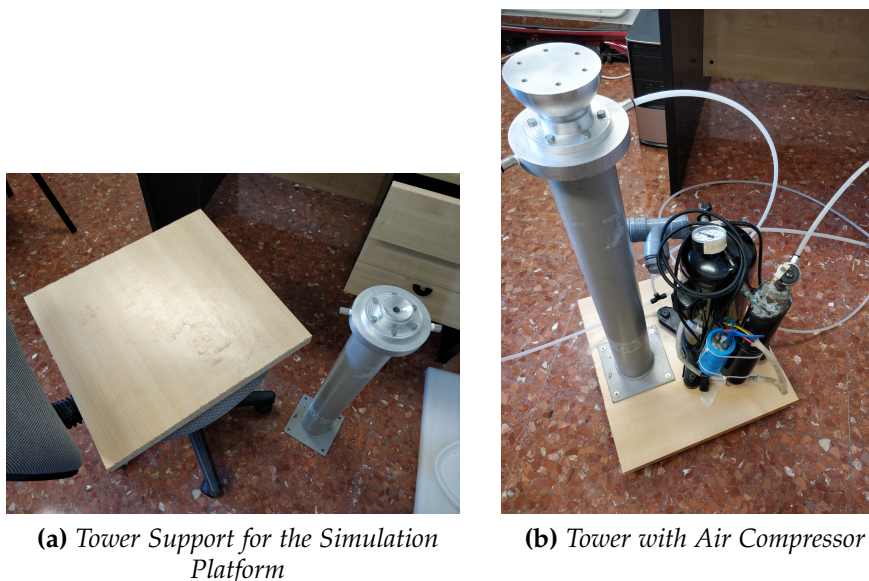 (a) Tower Support for the Simulation
Platform
(b) Tower with Air Compressor